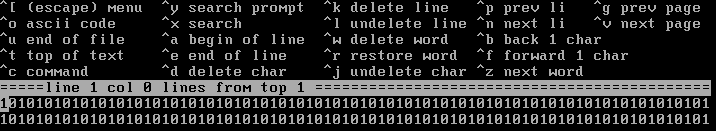 ^[ (escape) menu  ^y search prompt  ^k delete line   ^p prev li  ^g prev page
^o ascii code     ^x search         ^l undelete line ^n next li  ^v next page
^u end of file    ^a begin of line  ^w delete word   ^b back 1 char
^t top of text    ^e end of line    ^r restore word  ^f forward 1 char
^c command        ^d delete char    ^j undelete char ^z next word
=====line 1 col 0 lines from top 1 ============================================
1010101010101010101010101010101010101010101010101010101010101010101010101010101
1010101010101010101010101010101010101010101010101010101010101010101010101010101